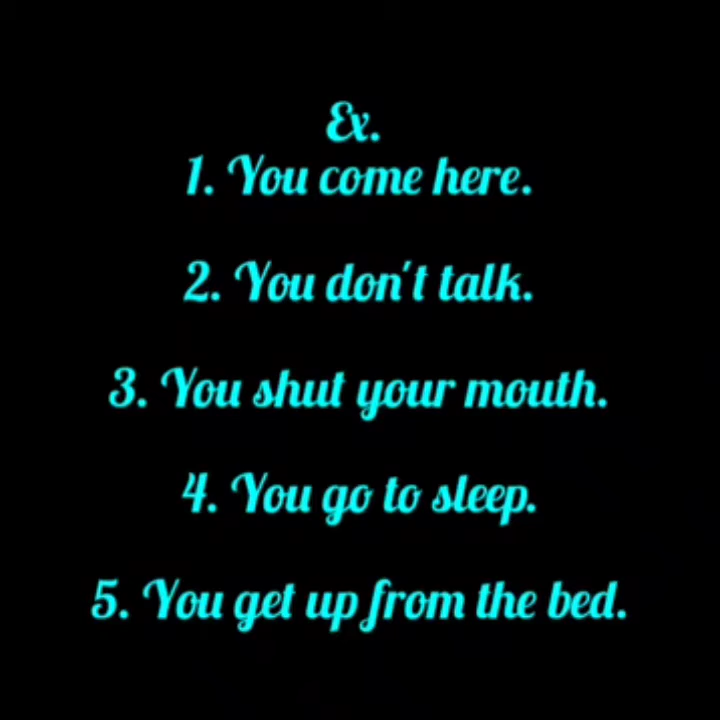 Ex.
1. You come here.
2. You don't talk.
3. You shut your mouth.
4. You go to sleep.
5. You get up from the bed.